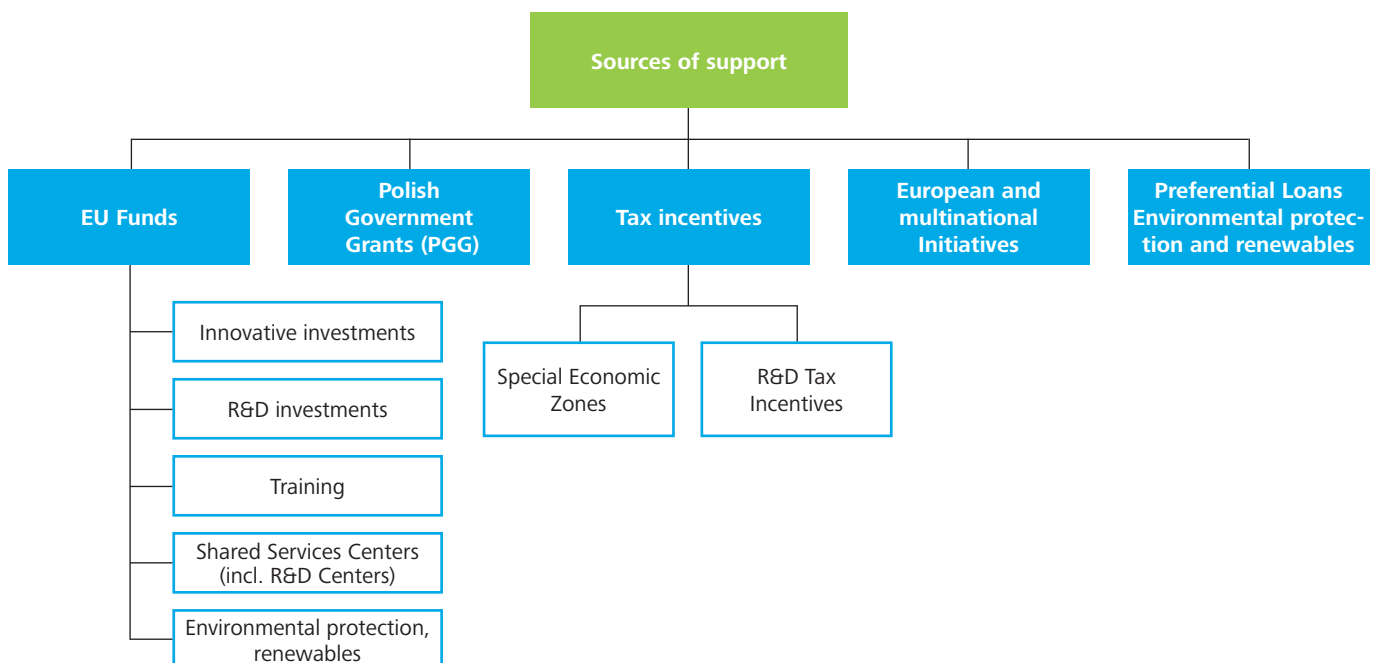 Sources of support
EU Funds
Polish
Government
Grants (PGG)
Tax incentives
European and
multinational
Initiatives
Preferential Loans
Environmental protec-
tion and renewables
Innovative investments
R&D investments
Training
Shared Services Centers
(incl. R&D Centers)
Environmental protection,
renewables
Special Economic
Zones
R&D Tax
Incentives